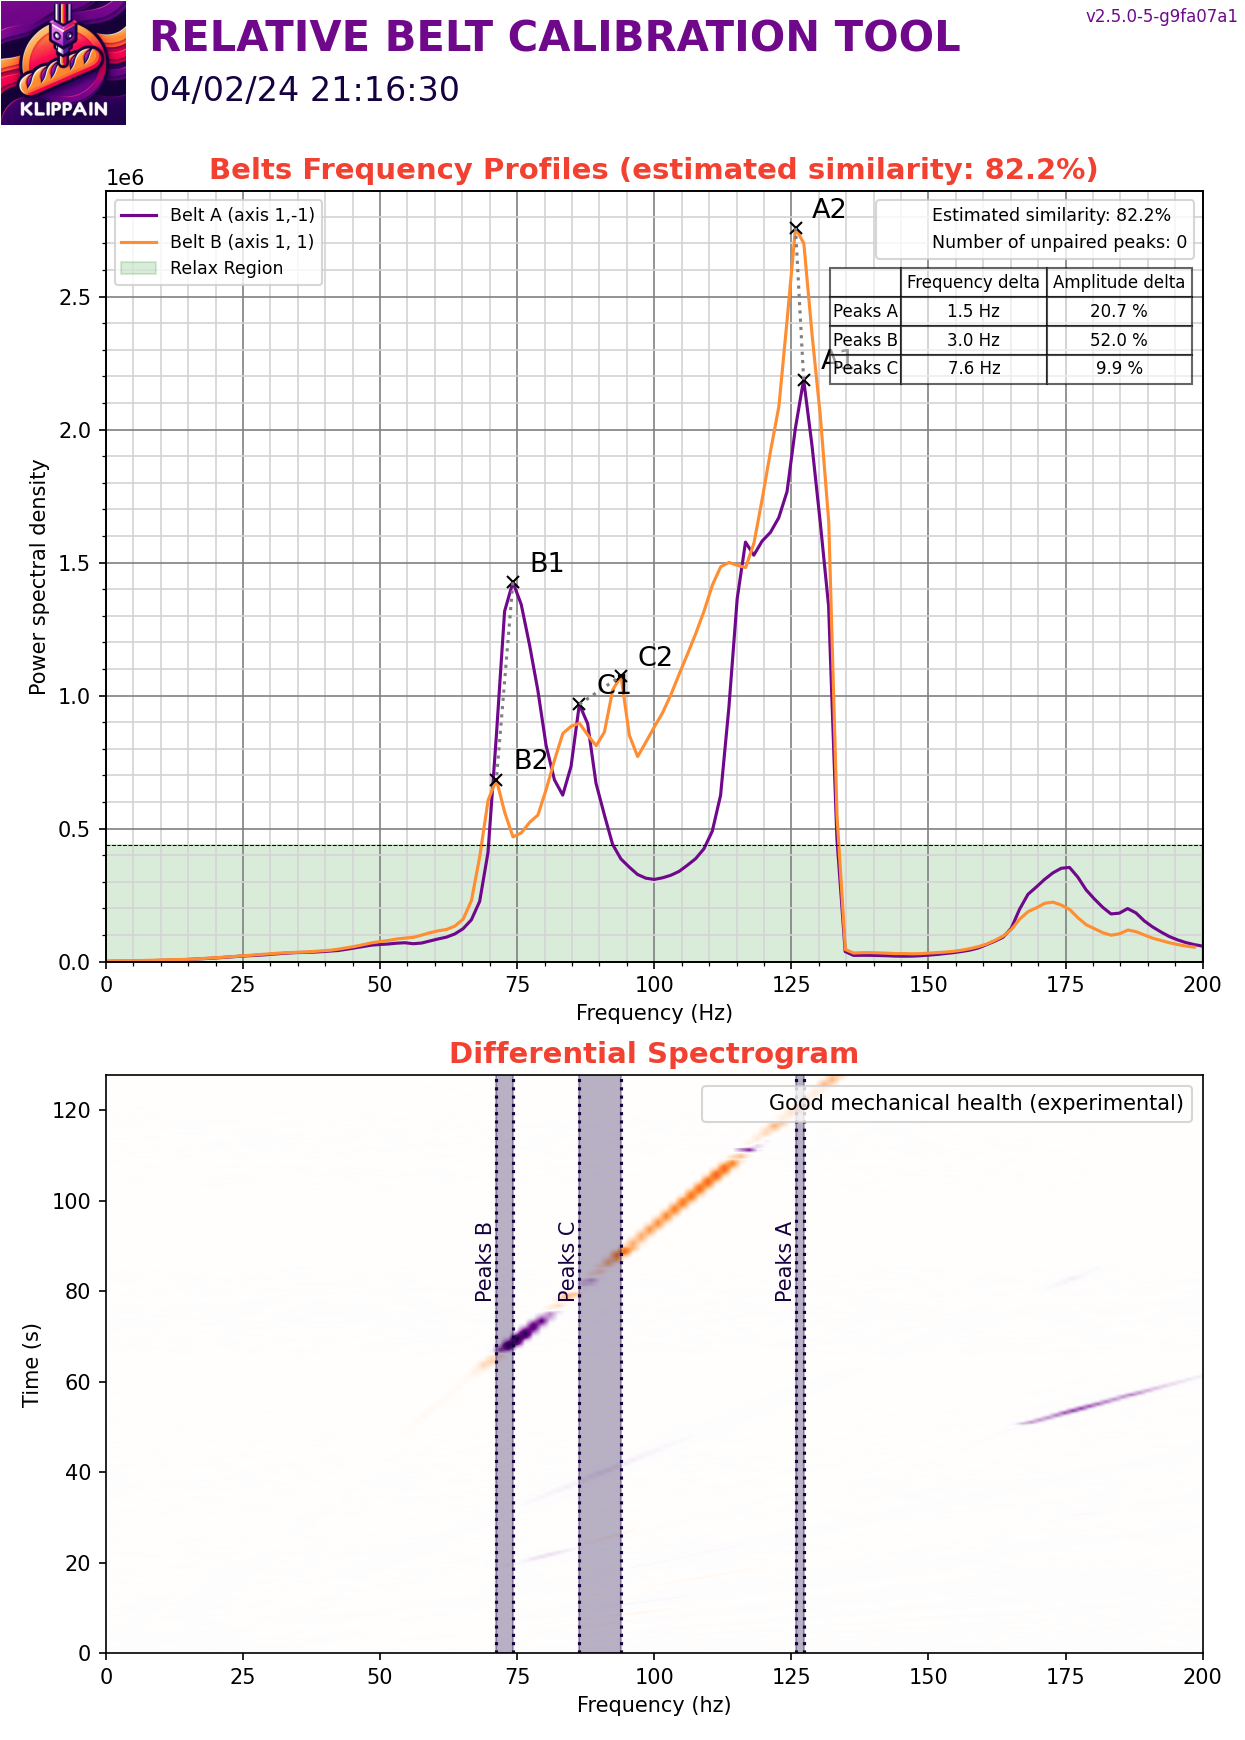 v2.5.0-5-g9fa07a1
RELATIVE BELT CALIBRATION TOOL
04/02/24 21:16:30
KLIPPAIN
Belts Frequency Profiles (estimated similarity: 82.2%)
1e6
Belt A (axis 1,-1)
Belt B (axis 1, 1)
Relax Region
A2
Estimated similarity: 82.2%
Number of unpaired peaks: 0
Frequency delta Amplitude delta
Peaks A 1.5 Hz 20.7 %
Peaks B 3.0 Hz 52.0 %
Peaks C 7.6 Hz 9.9 %
A1
B1
C2
C1
B2
2.5
2.0
1.5
1.0
0.5
0.0
Power spectral density
0 25 50 75 100 125 150 175 200
Frequency (Hz)
Differential Spectrogram
Good mechanical health (experimental)
Peaks B
Peaks C
Peaks A
120
100
80
60
40
20
0
Time (s)
0 25 50 75 100 125 150 175 200
Frequency (hz)